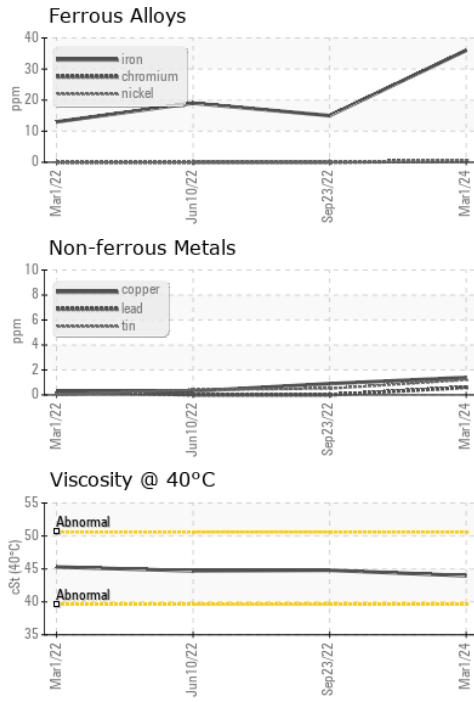 Ferrous Alloys
40
30
20
10
0
ppm
iron
chromium
nickel
Mar1/22
Jun10/22
Sep23/22
Mar1/24
Non-ferrous Metals
10
8
6
4
2
0
ppm
copper
lead
tin
Mar1/22
Jun10/22
Sep23/22
Mar1/24
Viscosity @ 40°C
55
50
45
40
35
cSt (40°C)
Abnormal
Abnormal
Mar1/22
Jun10/22
Sep23/22
Mar1/24